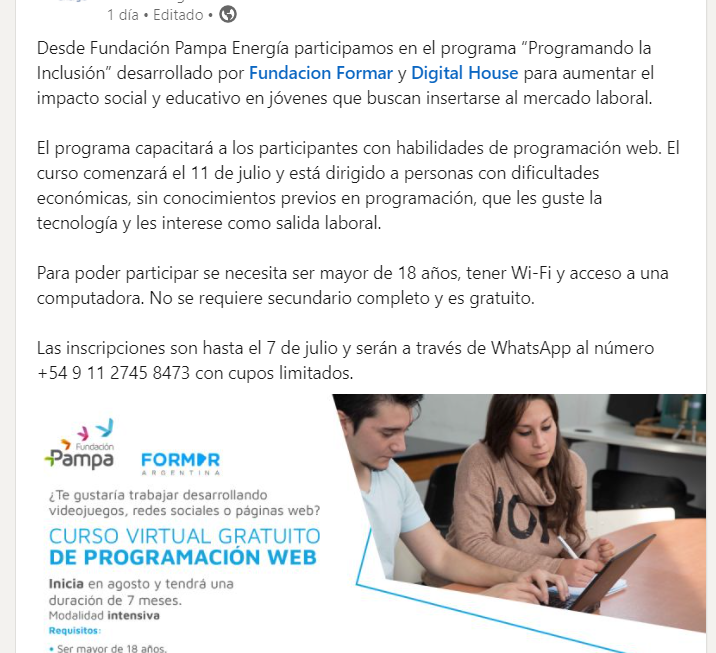 1 día • Editado •
Desde Fundación Pampa Energía participamos en el programa “Programando la
Inclusión” desarrollado por Fundacion Formar y Digital House para aumentar el
impacto social y educativo en jóvenes que buscan insertarse al mercado laboral.
El programa capacitará a los participantes con habilidades de programación web. El
curso comenzará el 11 de julio y está dirigido a personas con dificultades
económicas, sin conocimientos previos en programación, que les guste la
tecnología y les interese como salida laboral.
Para poder participar se necesita ser mayor de 18 años, tener Wi-Fi y acceso a una
computadora. No se requiere secundario completo y es gratuito.
Las inscripciones son hasta el 7 de julio y serán a través de WhatsApp al número
+54 9 11 2745 8473 con cupos limitados.
Fundación
Pampa
FORMAR
ARGENTINA
¿Te gustaría trabajar desarrollando
videojuegos, redes sociales o páginas web?
CURSO VIRTUAL GRATUITO
DE PROGRAMACIÓN WEB
Inicia en agosto y tendrá una
duración de 7 meses.
Modalidad intensiva
Requisitos:
• Ser mayor de 18 años.